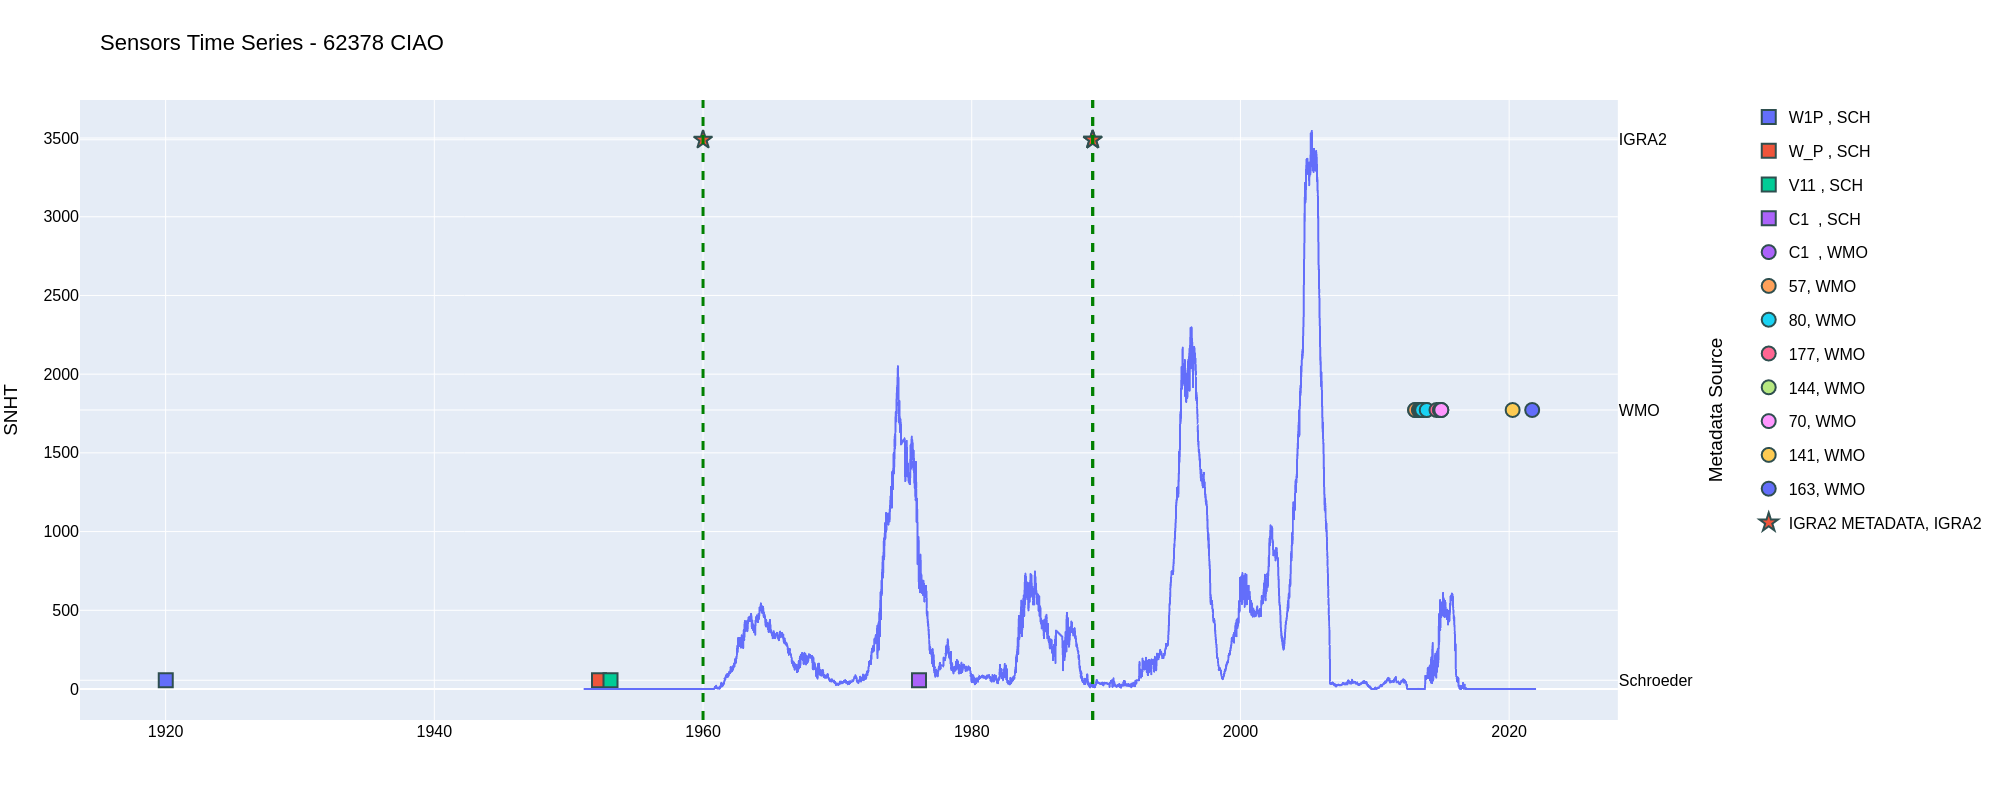 Sensors Time Series - 62378 CIAO
SNHT
3500
3000
2500
2000
1500
1000
500
0
1920
1940
1960
1980
2000
2020
IGRA2
WMO
Schroeder
Metadata Source
W1P , SCH
W_P , SCH
V11 , SCH
C1  , SCH
C1  , WMO
57, WMO
80, WMO
177, WMO
144, WMO
70, WMO
141, WMO
163, WMO
IGRA2 METADATA, IGRA2